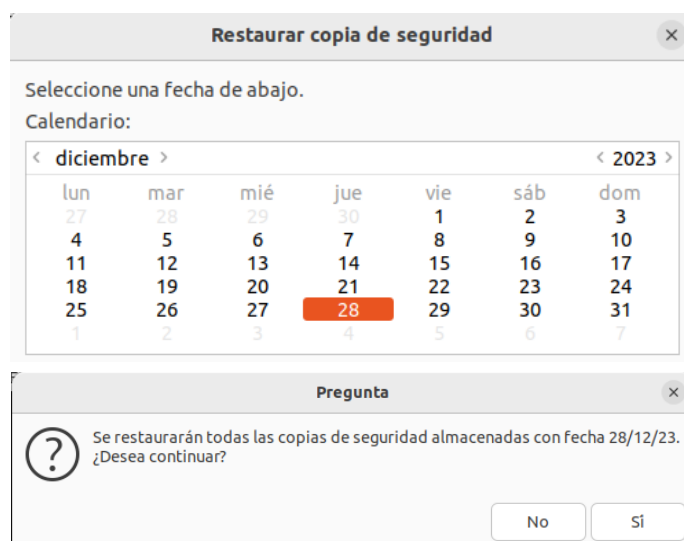 Restaurar copia de seguridad
Seleccione una fecha de abajo.
Calendario:
diciembre 2023
lun mar mié jue vie sáb dom
27 28 29 30 1 2 3
4 5 6 7 8 9 10
11 12 13 14 15 16 17
18 19 20 21 22 23 24
25 26 27 28 29 30 31
1 2 3 4 5 6 7
Pregunta
Se restaurarán todas las copias de seguridad almacenadas con fecha 28/12/23.
¿Desea continuar?
No Sí